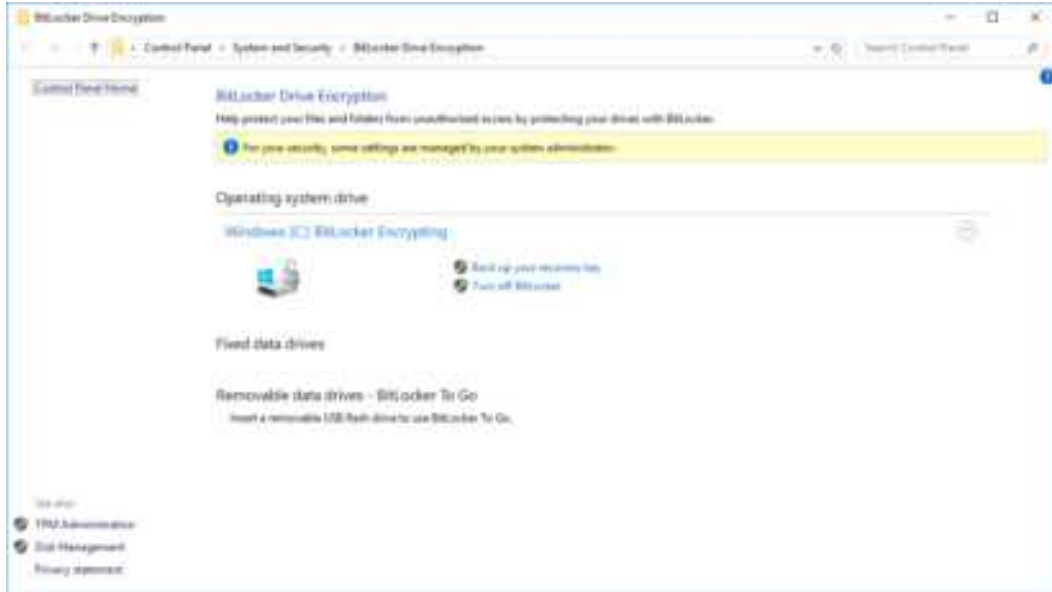 BitLocker Drive Encryption
Control Panel System and Security BitLocker Drive Encryption
Search Control Panel
Control Panel Home
BitLocker Drive Encryption
Help protect your files and folders from unauthorized access by protecting your drives with BitLocker.
For your security, some settings are managed by your system administrator.
Operating system drive
Windows (C:) BitLocker Encrypting
Back up your recovery key
Turn off BitLocker
Fixed data drives
Removable data drives - BitLocker To Go
Insert a removable USB flash drive to use BitLocker To Go.
See also
TPM Administration
Disk Management
Privacy statement